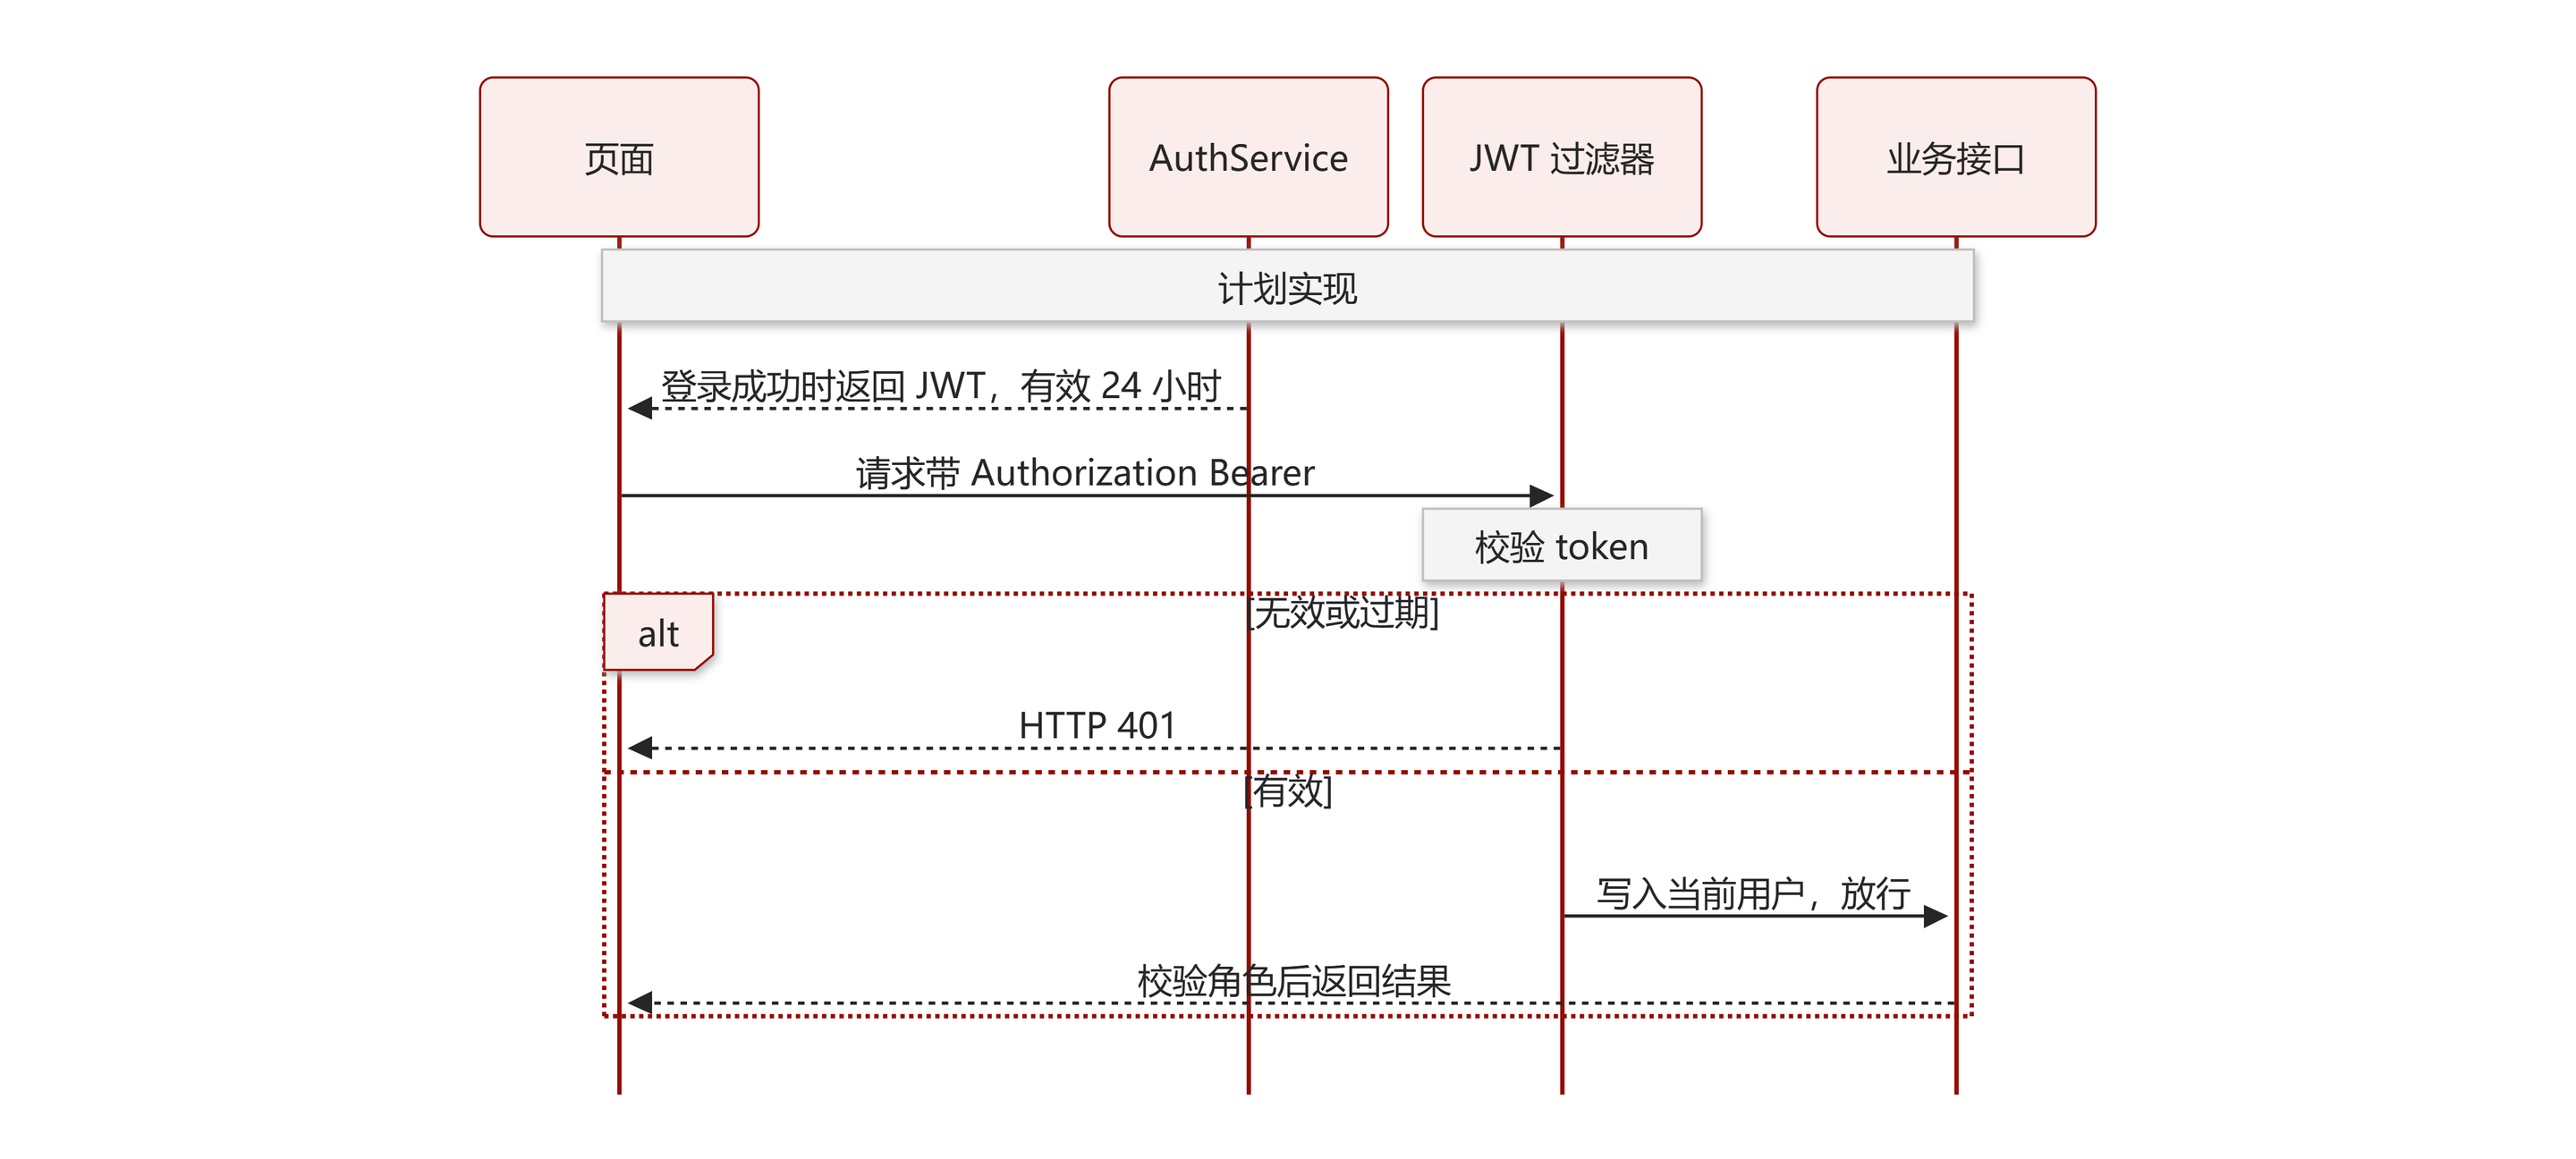 页面
AuthService
JWT 过滤器
业务接口
计划实现
登录成功时返回 JWT，有效 24 小时
请求带 Authorization Bearer
校验 token
alt
[无效或过期]
HTTP 401
[有效]
写入当前用户，放行
校验角色后返回结果